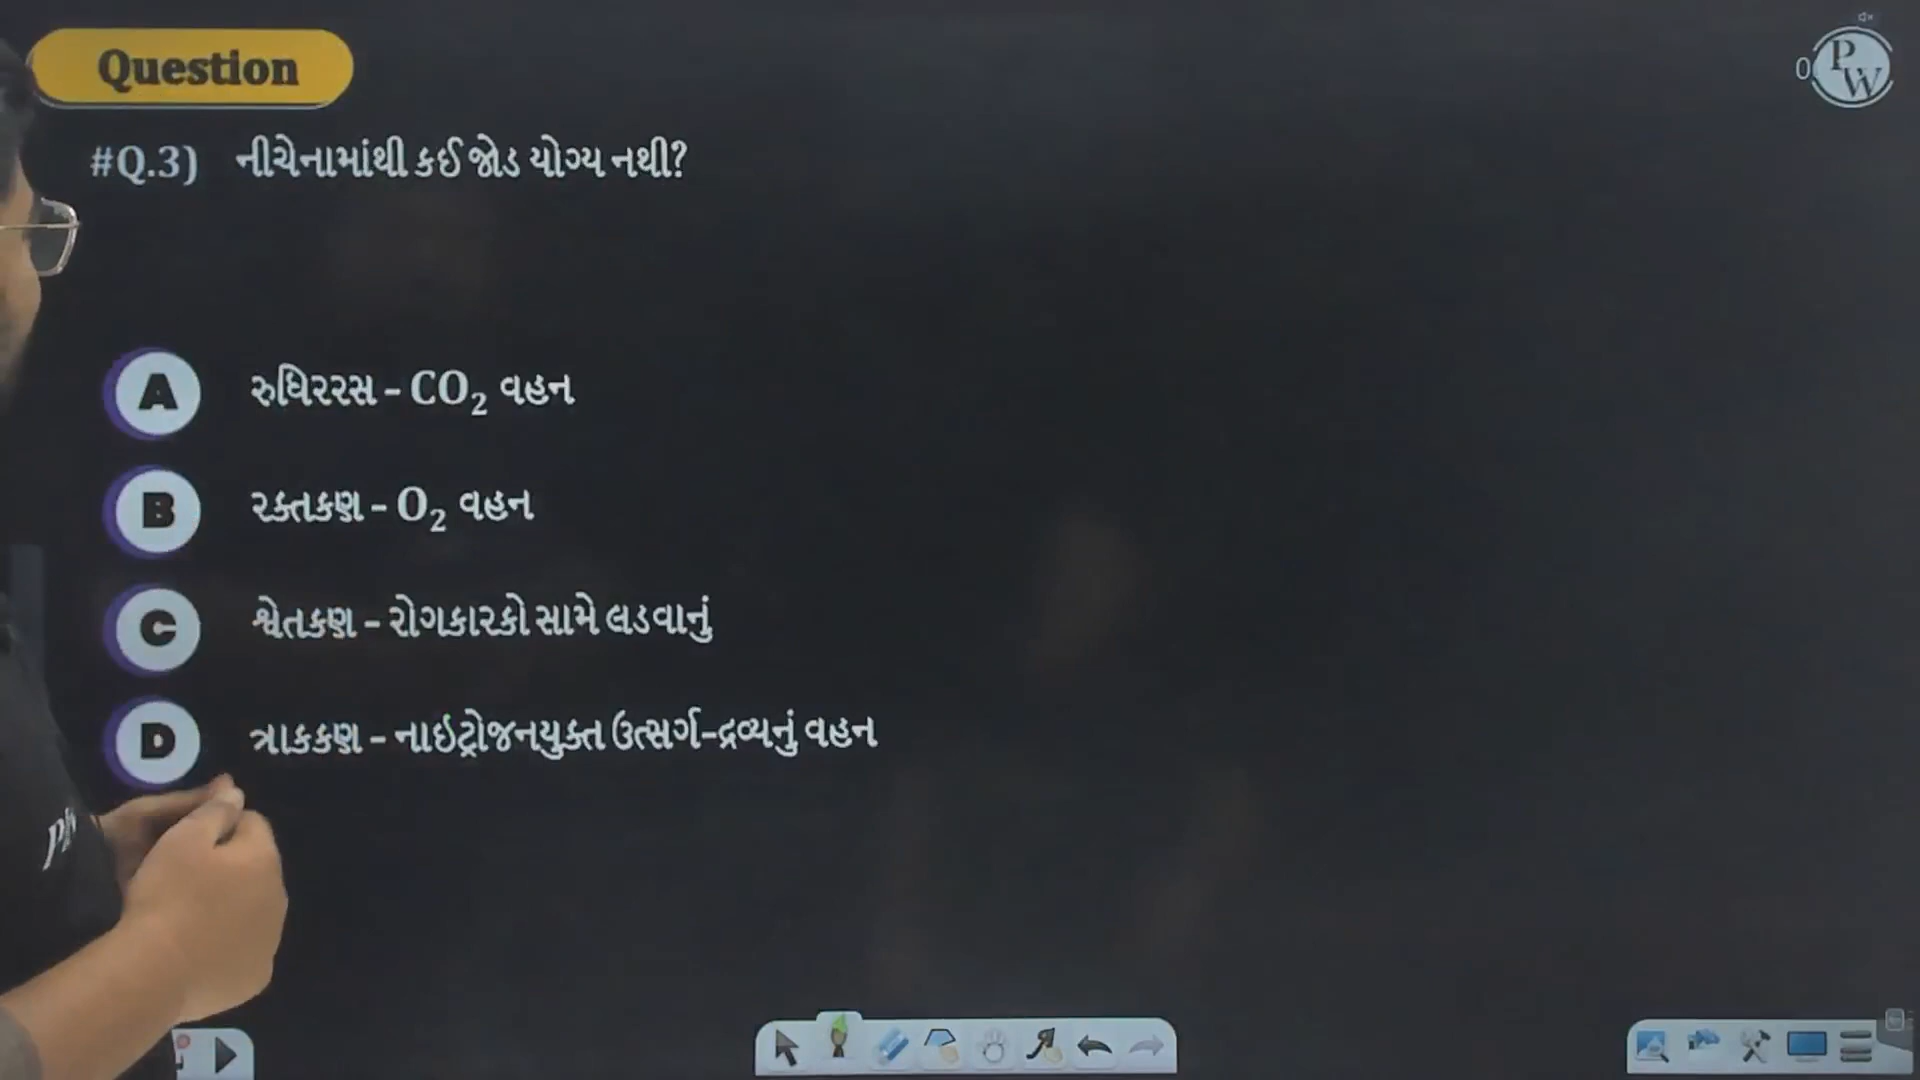 Question
#Q.3) નીચેનામાંથી કઈ જોડ યોગ્ય નથી?
A રુધિરરસ - CO₂ વહન
B રક્તકણ - O₂ વહન
C શ્વેતકણ - રોગકારકો સામે લડવાનું
D ત્રાકકણ - નાઇટ્રોજનયુક્ત ઉત્સર્ગ-દ્રવ્યનું વહન
PW